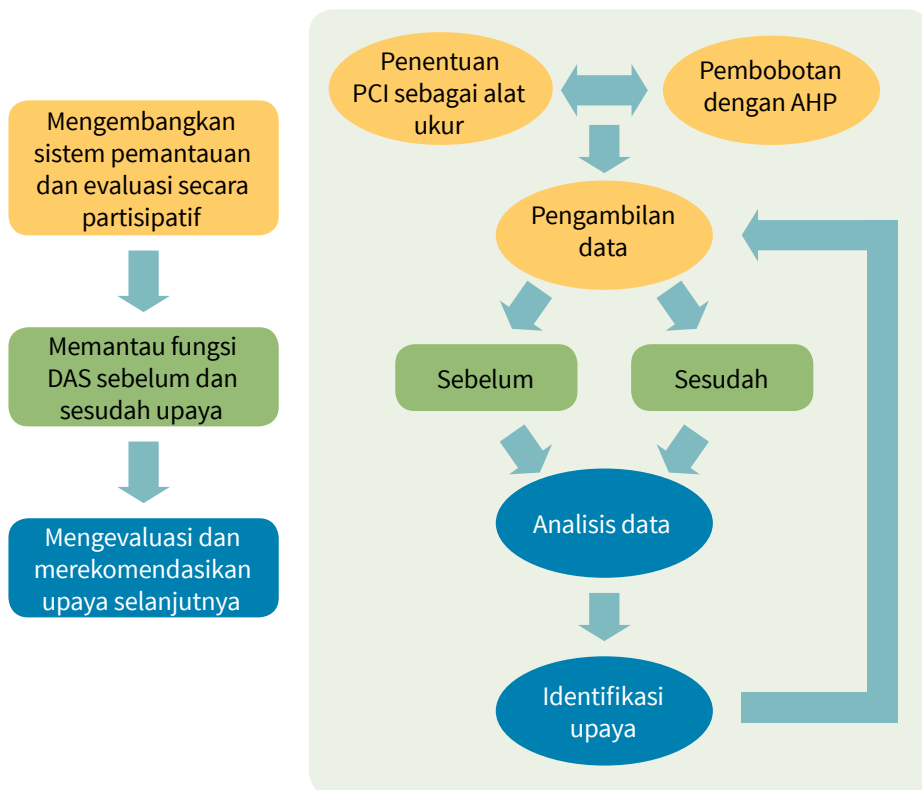 Mengembangkan
sistem pemantauan
dan evaluasi secara
partisipatif
Memantau fungsi
DAS sebelum dan
sesudah upaya
Mengevaluasi dan
merekomendasikan
upaya selanjutnya
Penentuan
PCI sebagai alat
ukur
Pembobotan
dengan AHP
Pengambilan
data
Sebelum
Sesudah
Analisis data
Identifikasi
upaya